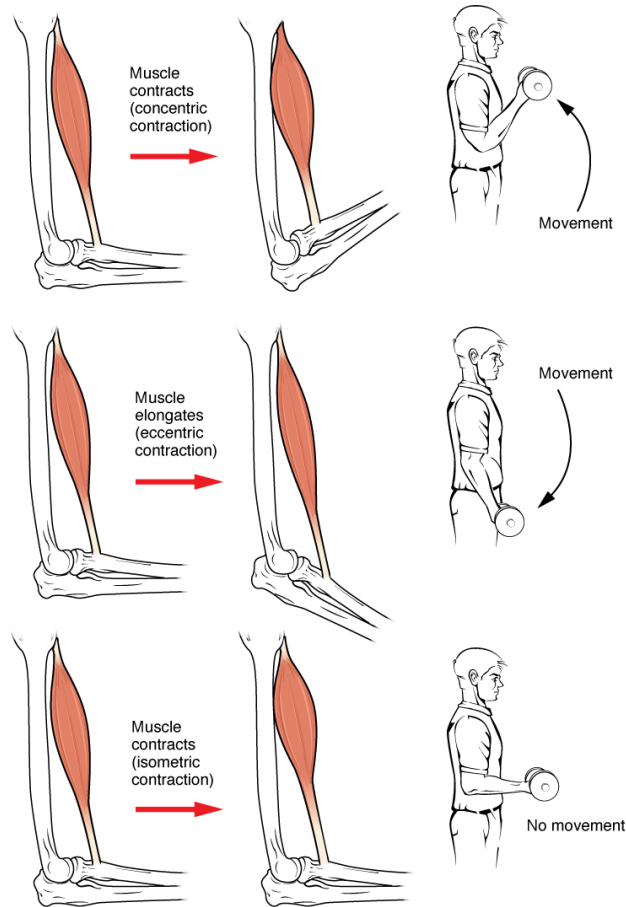 Muscle
contracts
(concentric
contraction)
Movement
Muscle
elongates
(eccentric
contraction)
Movement
Muscle
contracts
(isometric
contraction)
No movement